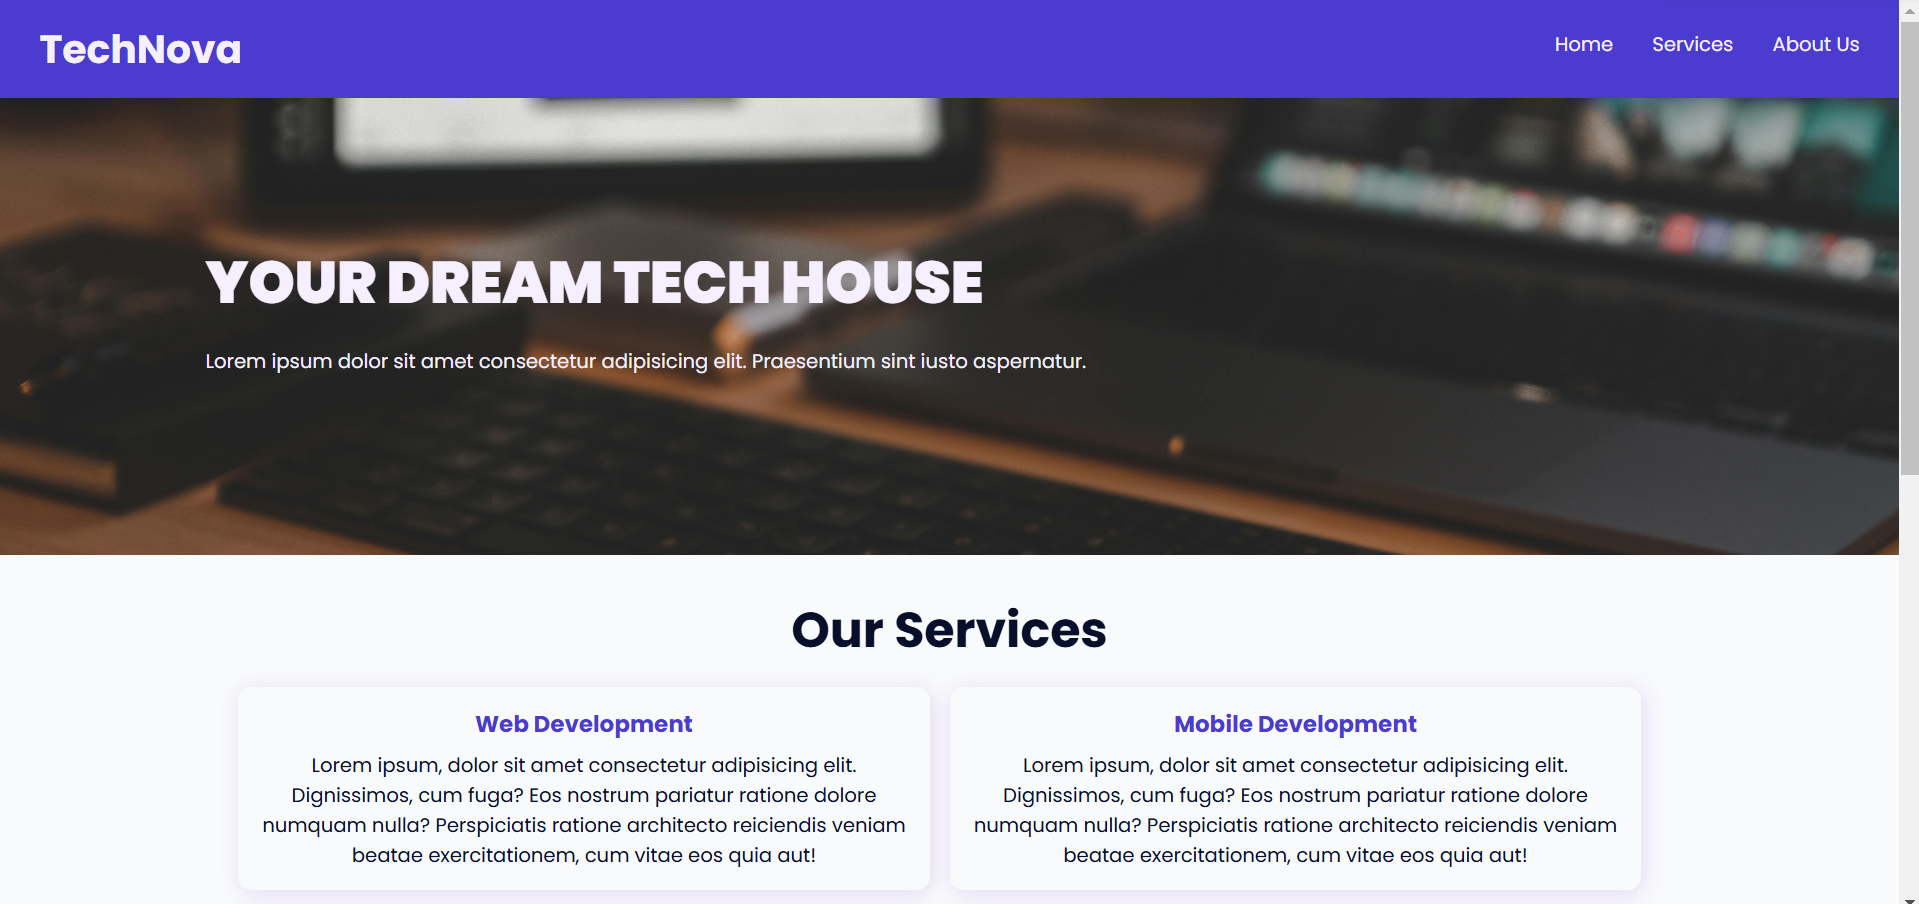 TechNova
Home Services About Us
YOUR DREAM TECH HOUSE
Lorem ipsum dolor sit amet consectetur adipisicing elit. Praesentium sint iusto aspernatur.
Our Services
Web Development
Lorem ipsum, dolor sit amet consectetur adipisicing elit.
Dignissimos, cum fuga? Eos nostrum pariatur ratione dolore
numquam nulla? Perspiciatis ratione architecto reiciendis veniam
beatae exercitationem, cum vitae eos quia aut!
Mobile Development
Lorem ipsum, dolor sit amet consectetur adipisicing elit.
Dignissimos, cum fuga? Eos nostrum pariatur ratione dolore
numquam nulla? Perspiciatis ratione architecto reiciendis veniam
beatae exercitationem, cum vitae eos quia aut!